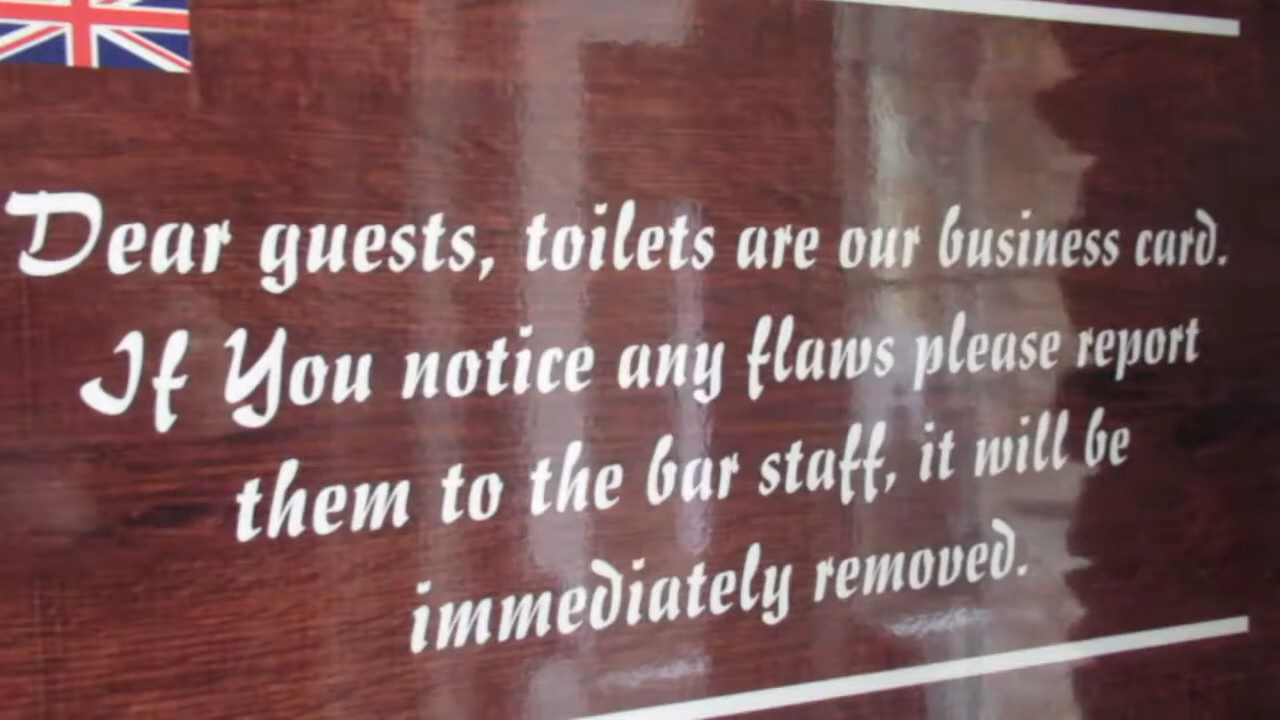 Dear guests, toilets are our business card.
If You notice any flaws please report
them to the bar staff, it will be
immediately removed.